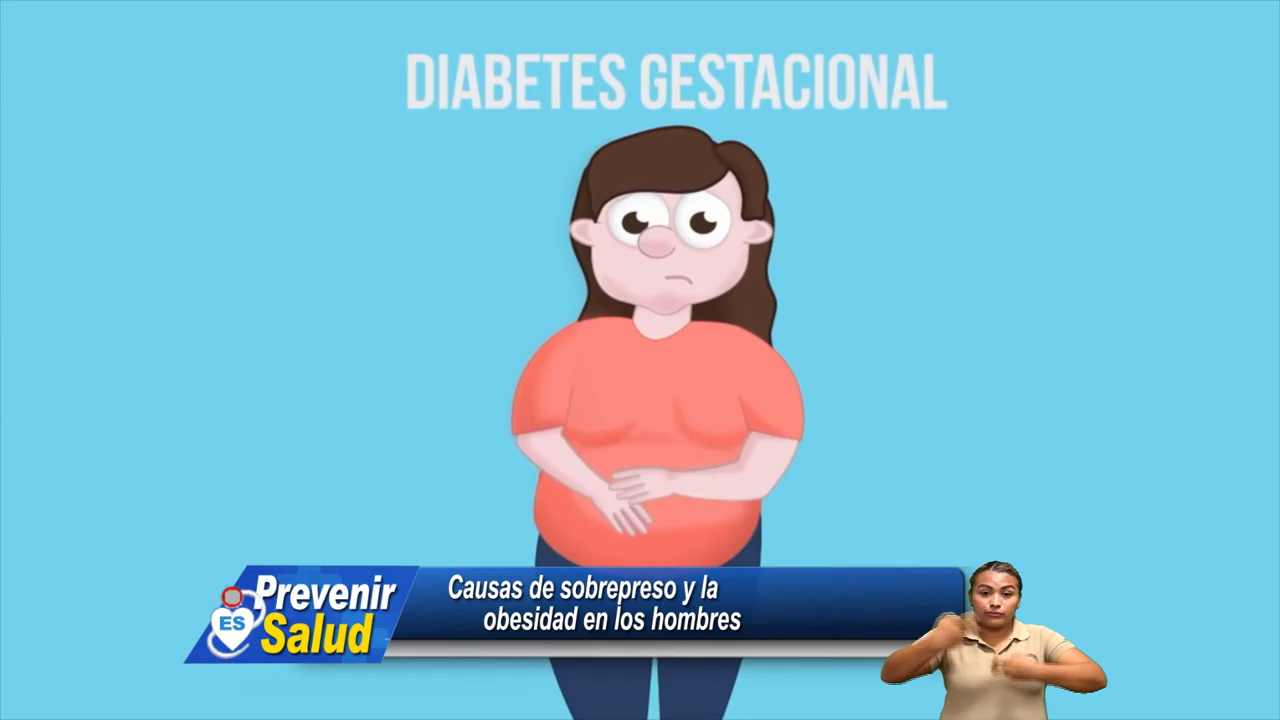 DIABETES GESTACIONAL
Prevenir
ES
Salud
Causas de sobrepreso y la
obesidad en los hombres